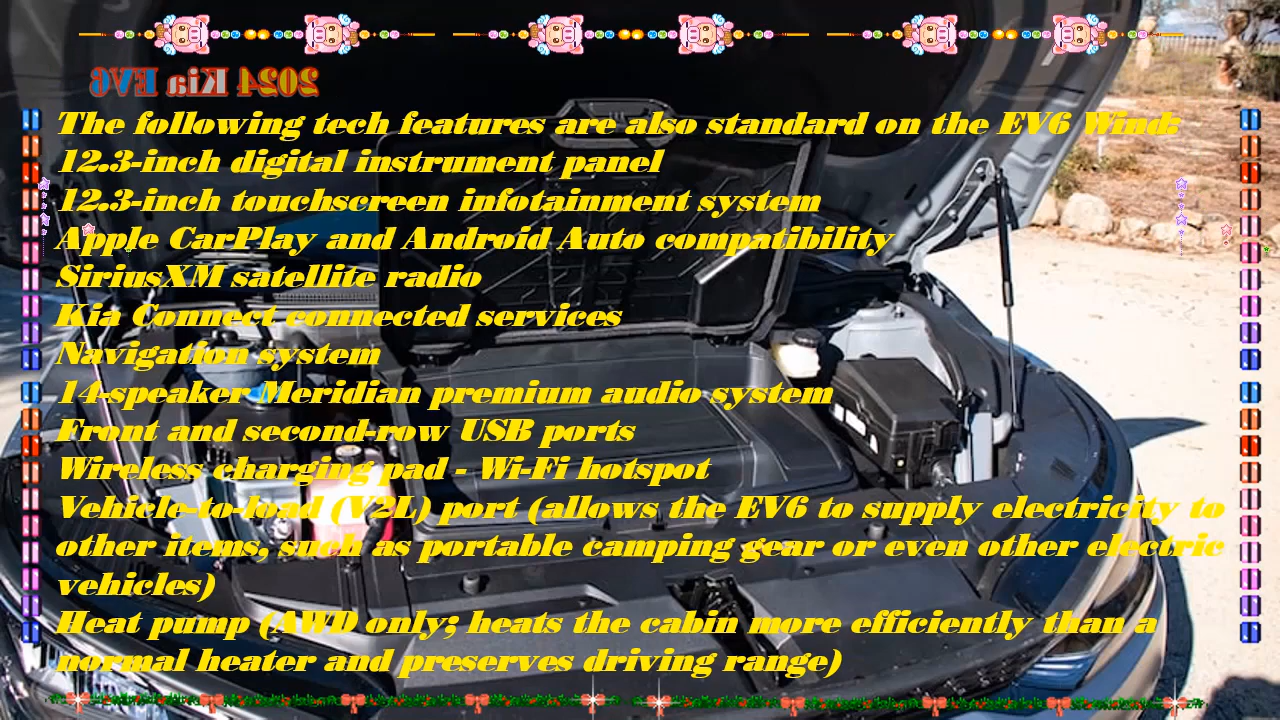 2024 Kia EV6
The following tech features are also standard on the EV6 Wind:
12.3-inch digital instrument panel
12.3-inch touchscreen infotainment system
Apple CarPlay and Android Auto compatibility
SiriusXM satellite radio
Kia Connect connected services
Navigation system
14-speaker Meridian premium audio system
Front and second-row USB ports
Wireless charging pad - Wi-Fi hotspot
Vehicle-to-load (V2L) port (allows the EV6 to supply electricity to
other items, such as portable camping gear or even other electric
vehicles)
Heat pump (AWD only; heats the cabin more efficiently than a
normal heater and preserves driving range)